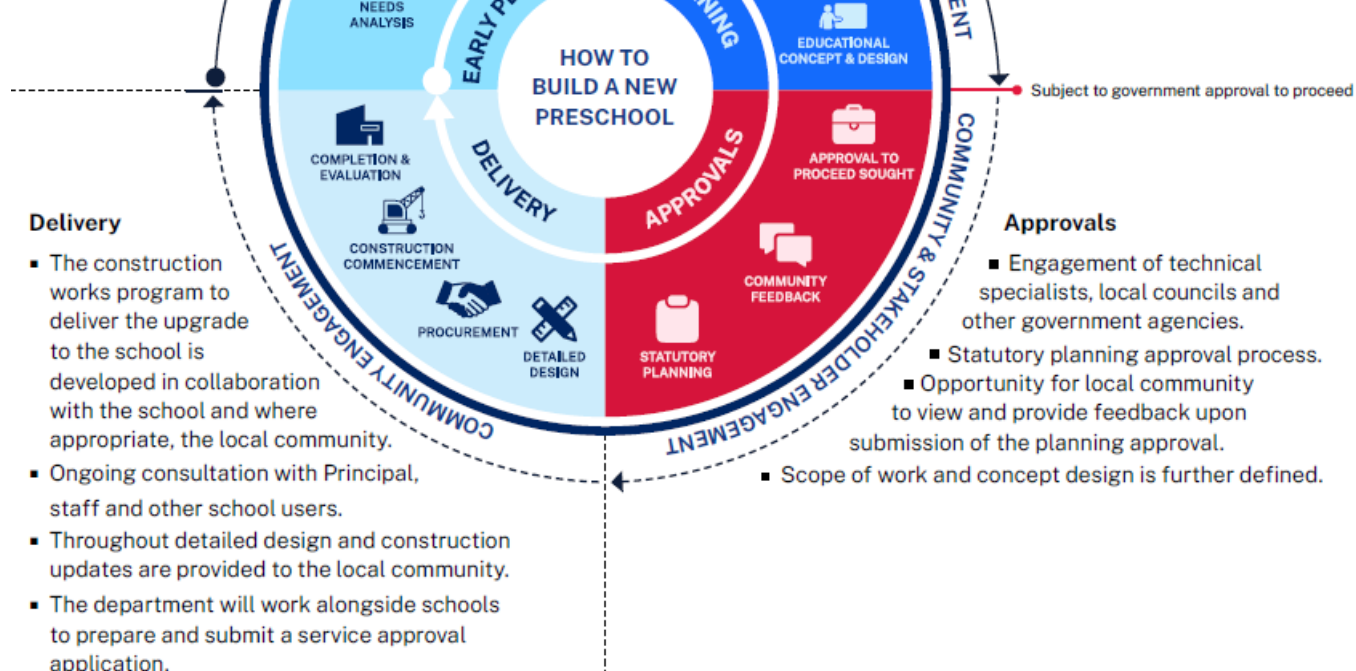 NEEDS
ANALYSIS
HOW TO
BUILD A NEW
PRESCHOOL
EDUCATIONAL
CONCEPT & DESIGN
Subject to government approval to proceed
APPROVAL TO
PROCEED SOUGHT
COMMUNITY
FEEDBACK
STATUTORY
PLANNING
APPROVALS
COMMUNITY & STAKEHOLDER ENGAGEMENT
DELIVERY
COMPLETION &
EVALUATION
CONSTRUCTION
COMMENCEMENT
PROCUREMENT
DETAILED
DESIGN
COMMUNITY ENGAGEMENT
Delivery
▪ The construction
works program to
deliver the upgrade
to the school is
developed in collaboration
with the school and where
appropriate, the local community.
▪ Ongoing consultation with Principal,
staff and other school users.
▪ Throughout detailed design and construction
updates are provided to the local community.
▪ The department will work alongside schools
to prepare and submit a service approval
application.
Approvals
▪ Engagement of technical
specialists, local councils and
other government agencies.
▪ Statutory planning approval process.
▪ Opportunity for local community
to view and provide feedback upon
submission of the planning approval.
▪ Scope of work and concept design is further defined.
EARLY